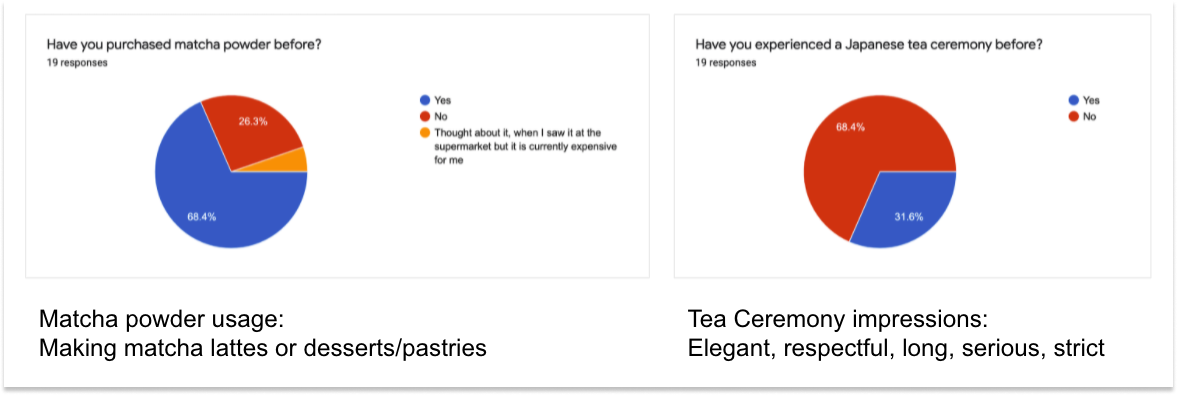 Have you purchased matcha powder before?
19 responses
Yes
No
Thought about it, when I saw it at the
supermarket but it is currently expensive
for me
26.3%
68.4%
Matcha powder usage:
Making matcha lattes or desserts/pastries
Have you experienced a Japanese tea ceremony before?
19 responses
Yes
No
68.4%
31.6%
Tea Ceremony impressions:
Elegant, respectful, long, serious, strict